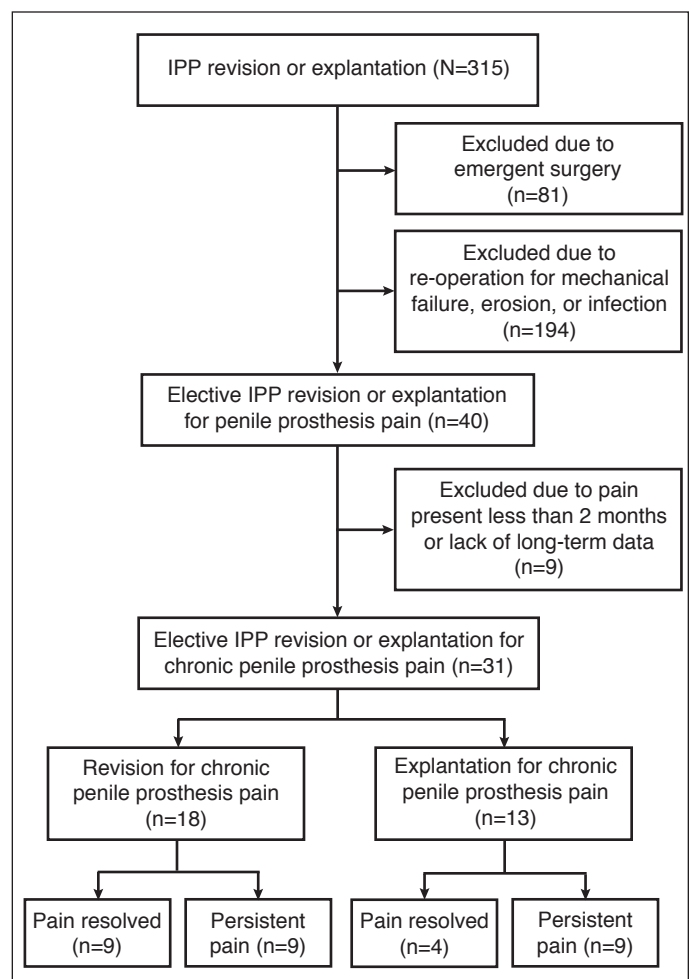 IPP revision or explantation (N=315)
Excluded due to
emergent surgery
(n=81)
Excluded due to
re-operation for mechanical
failure, erosion, or infection
(n=194)
Elective IPP revision or explantation
for penile prosthesis pain (n=40)
Excluded due to pain
present less than 2 months
or lack of long-term data
(n=9)
Elective IPP revision or explantation for
chronic penile prosthesis pain (n=31)
Revision for chronic
penile prosthesis pain
(n=18)
Explantation for chronic
penile prosthesis pain
(n=13)
Pain resolved
(n=9)
Persistent
pain (n=9)
Pain resolved
(n=4)
Persistent
pain (n=9)